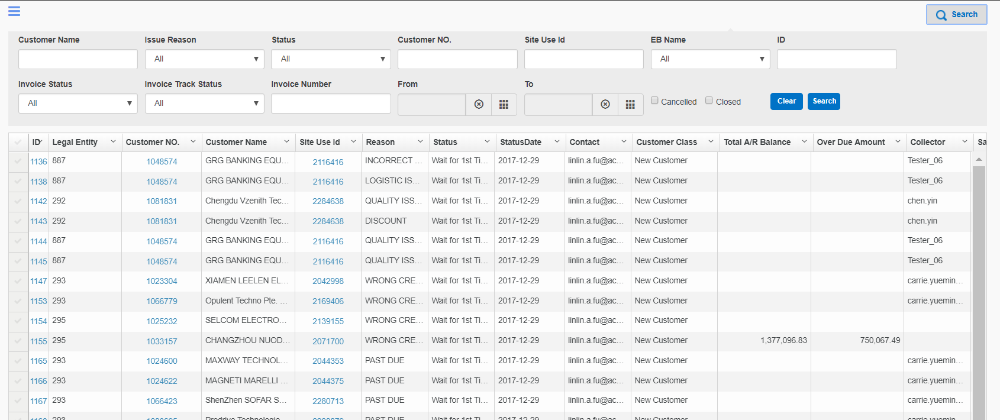 Search
Customer Name Issue Reason Status Customer NO. Site Use Id EB Name ID
All All All
Invoice Status Invoice Track Status Invoice Number From To
All All Cancelled Closed Clear Search
ID Legal Entity Customer NO. Customer Name Site Use Id Reason Status StatusDate Contact Customer Class Total A/R Balance Over Due Amount Collector Sa
1136 887 1048574 GRG BANKING EQU... 2116416 INCORRECT ... Wait for 1st Ti... 2017-12-29 linlin.a.fu@ac... New Customer Tester_06
1138 887 1048574 GRG BANKING EQU... 2116416 LOGISTIC IS... Wait for 1st Ti... 2017-12-29 linlin.a.fu@ac... New Customer Tester_06
1142 292 1081831 Chengdu Vzenith Tec... 2284638 QUALITY ISS... Wait for 1st Ti... 2017-12-29 linlin.a.fu@ac... New Customer chen.yin
1143 292 1081831 Chengdu Vzenith Tec... 2284638 DISCOUNT Wait for 1st Ti... 2017-12-29 linlin.a.fu@ac... New Customer chen.yin
1144 887 1048574 GRG BANKING EQU... 2116416 QUALITY ISS... Wait for 1st Ti... 2017-12-29 linlin.a.fu@ac... New Customer Tester_06
1145 887 1048574 GRG BANKING EQU... 2116416 QUALITY ISS... Wait for 1st Ti... 2017-12-29 linlin.a.fu@ac... New Customer Tester_06
1147 293 1023304 XIAMEN LEELEN EL... 2042998 WRONG CRE... Wait for 1st Ti... 2017-12-29 linlin.a.fu@ac... New Customer carrie.yuemin...
1153 293 1066779 Opulent Techno Pte. ... 2169406 WRONG CRE... Wait for 1st Ti... 2017-12-29 linlin.a.fu@ac... New Customer carrie.yuemin...
1154 295 1025232 SELCOM ELECTRO... 2139155 WRONG CRE... Wait for 1st Ti... 2017-12-29 linlin.a.fu@ac... New Customer
1155 295 1033157 CHANGZHOU NUOD... 2071700 WRONG CRE... Wait for 1st Ti... 2017-12-29 linlin.a.fu@ac... New Customer 1,377,096.83 750,067.49
1165 293 1024600 MAXWAY TECHNOL... 2044353 PAST DUE Wait for 1st Ti... 2017-12-29 linlin.a.fu@ac... New Customer carrie.yuemin...
1166 293 1024622 MAGNETI MARELLI ... 2044375 PAST DUE Wait for 1st Ti... 2017-12-29 linlin.a.fu@ac... New Customer carrie.yuemin...
1167 293 1066423 ShenZhen SOFAR S... 2280713 PAST DUE Wait for 1st Ti... 2017-12-29 linlin.a.fu@ac... New Customer carrie.yuemin...
293 PAST DUE Wait for 1st Ti... 2017-12-29 linlin.a.fu@ac... New Customer carrie.yuemin...